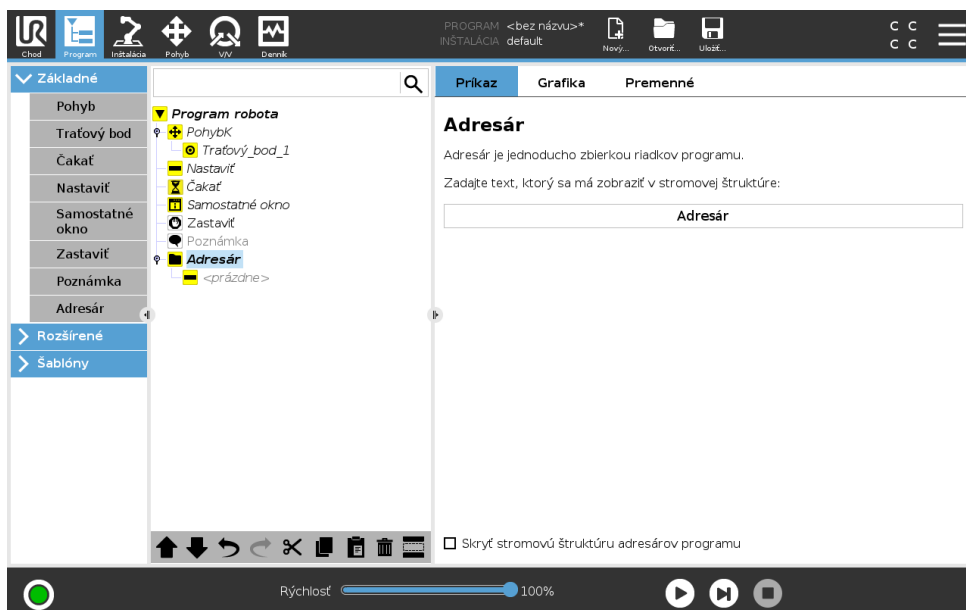 PROGRAM <bez názvu>*
INŠTALÁCIA default
Chod
Program
Inštalácia
Pohyb
V/V
Denník
Nový...
Otvoriť...
Uložiť...
C C
C C
Základné
Pohyb
Traťový bod
Čakať
Nastaviť
Samostatné
okno
Zastaviť
Poznámka
Adresár
Rozšírené
Šablóny
Program robota
PohybK
Traťový_bod_1
Nastaviť
Čakať
Samostatné okno
Zastaviť
Poznámka
Adresár
<prázdne>
Príkaz Grafika Premenné
Adresár
Adresár je jednoducho zbierkou riadkov programu.
Zadajte text, ktorý sa má zobraziť v stromovej štruktúre:
Adresár
Skryť stromovú štruktúru adresárov programu
Rýchlosť 100%